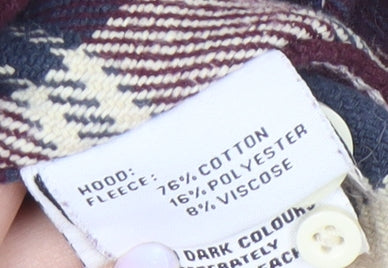 HOOD:
FLEECE: 76% COTTON
16% POLYESTER
8% VISCOSE
DARK COLOURS